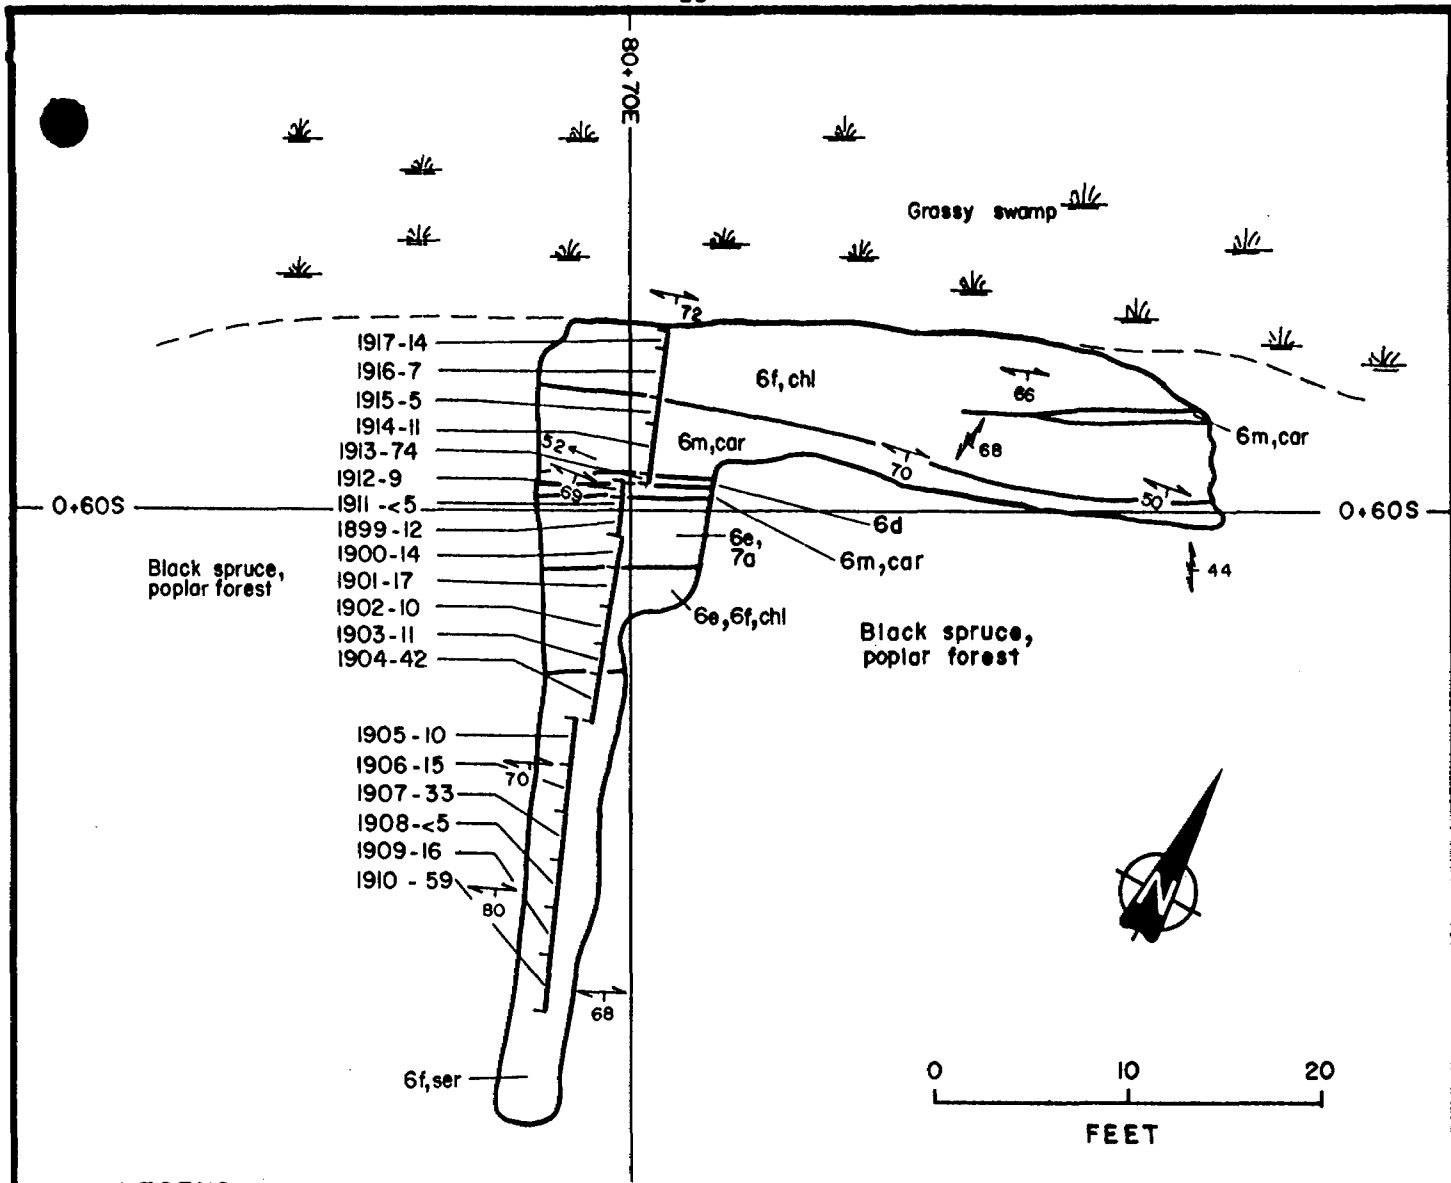 80+70E
Grassy swamp
72
1917-14
1916-7
1915-5
1914-11
1913-74
1912-9
1911-<5
1899-12
1900-14
1901-17
1902-10
1903-11
1904-42
1905-10
1906-15
1907-33
1908-<5
1909-16
1910-59
6f,chl
66
6m,car
6m,car
68
52
70
69
50
0+60S
0+60S
6d
6e,
7a
6m,car
44
Black spruce,
poplar forest
6e,6f,chl
Black spruce,
poplar forest
70
80
68
N
6f,ser
0 10 20
FEET